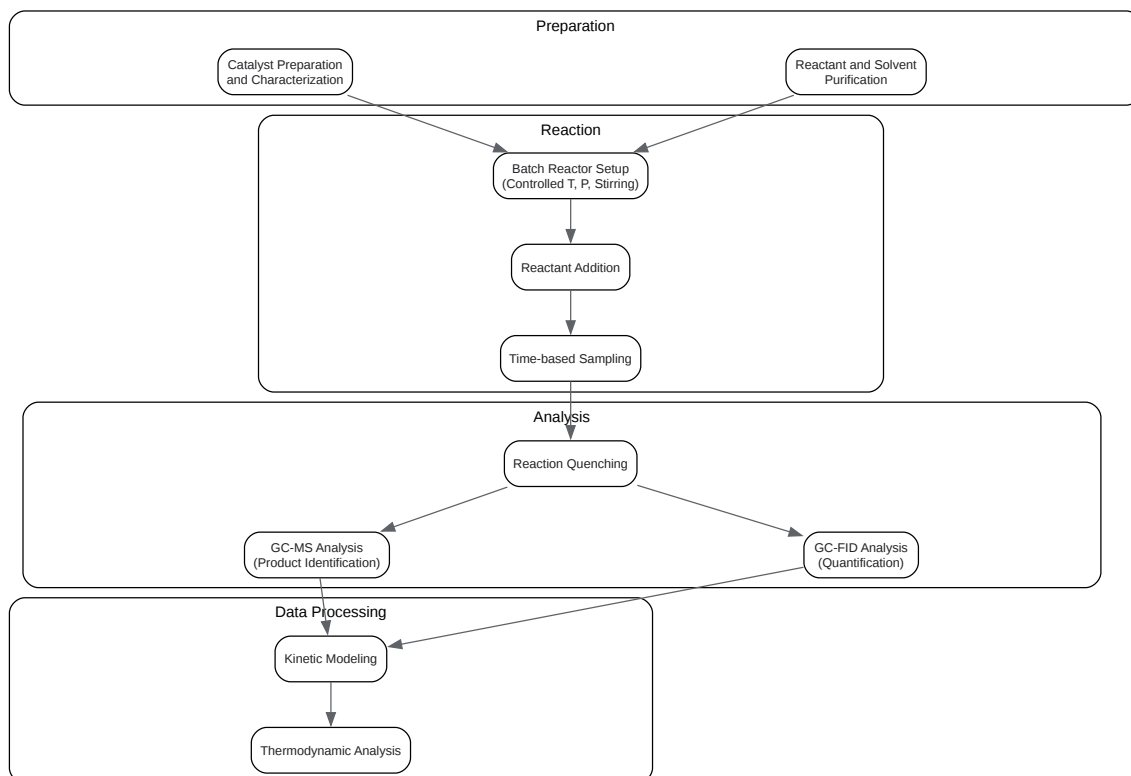 Preparation
Catalyst Preparation
and Characterization
Reactant and Solvent
Purification
Reaction
Batch Reactor Setup
(Controlled T, P, Stirring)
Reactant Addition
Time-based Sampling
Analysis
Reaction Quenching
GC-MS Analysis
(Product Identification)
GC-FID Analysis
(Quantification)
Data Processing
Kinetic Modeling
Thermodynamic Analysis